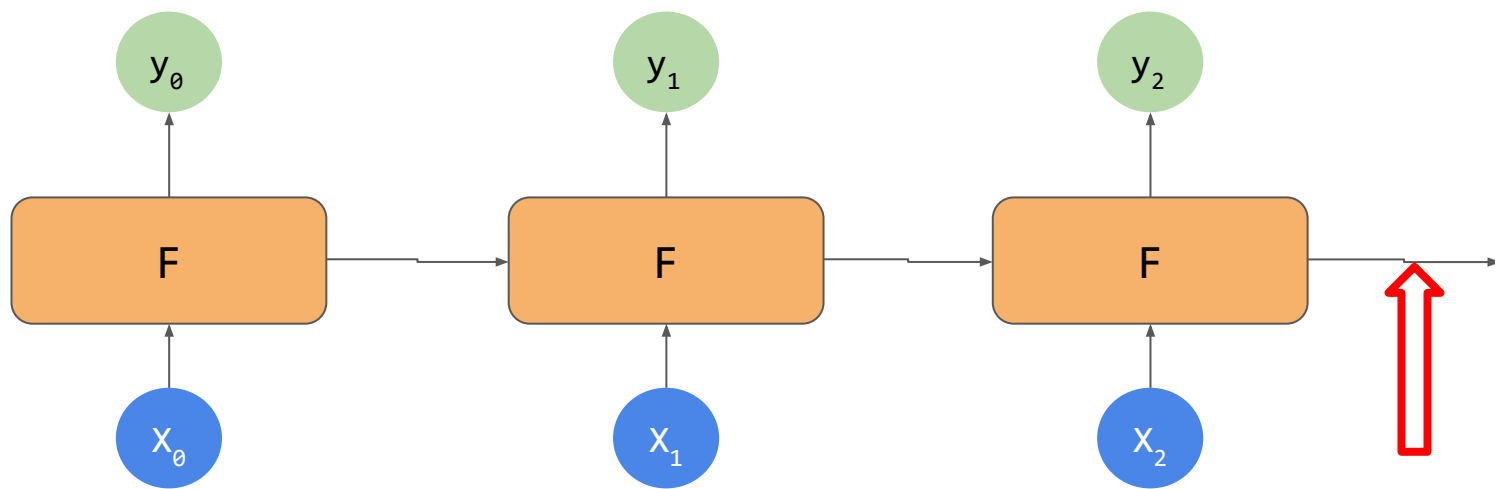 y₀ y₁ y₂
F F F
X₀ X₁ X₂